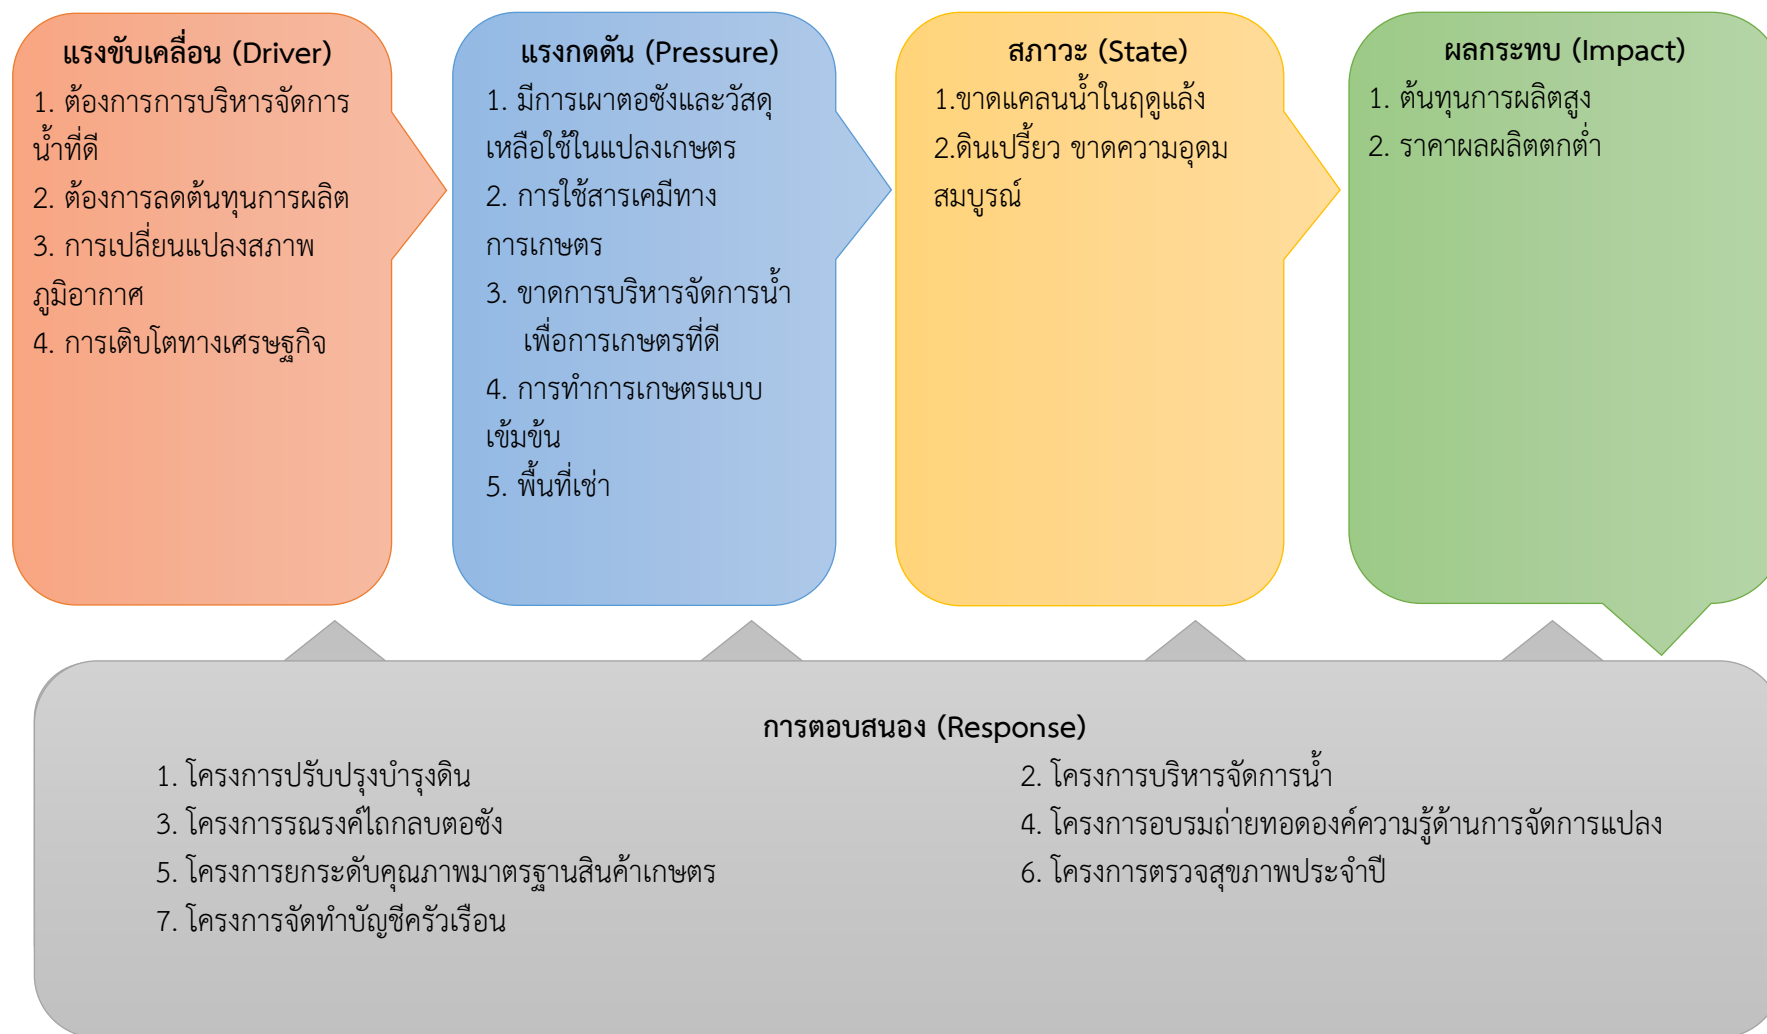 แรงขับเคลื่อน (Driver)
1. ต้องการการบริหารจัดการ
น้ำที่ดี
2. ต้องการลดต้นทุนการผลิต
3. การเปลี่ยนแปลงสภาพ
ภูมิอากาศ
4. การเติบโตทางเศรษฐกิจ
แรงกดดัน (Pressure)
1. มีการเผาตอซังและวัสดุ
เหลือใช้ในแปลงเกษตร
2. การใช้สารเคมีทาง
การเกษตร
3. ขาดการบริหารจัดการน้ำ
เพื่อการเกษตรที่ดี
4. การทำการเกษตรแบบ
เข้มข้น
5. พื้นที่เช่า
สภาวะ (State)
1.ขาดแคลนน้ำในฤดูแล้ง
2.ดินเปรี้ยว ขาดความอุดม
สมบูรณ์
ผลกระทบ (Impact)
1. ต้นทุนการผลิตสูง
2. ราคาผลผลิตตกต่ำ
การตอบสนอง (Response)
1. โครงการปรับปรุงบำรุงดิน
2. โครงการบริหารจัดการน้ำ
3. โครงการรณรงค์ไถกลบตอซัง
4. โครงการอบรมถ่ายทอดองค์ความรู้ด้านการจัดการแปลง
5. โครงการยกระดับคุณภาพมาตรฐานสินค้าเกษตร
6. โครงการตรวจสุขภาพประจำปี
7. โครงการจัดทำบัญชีครัวเรือน